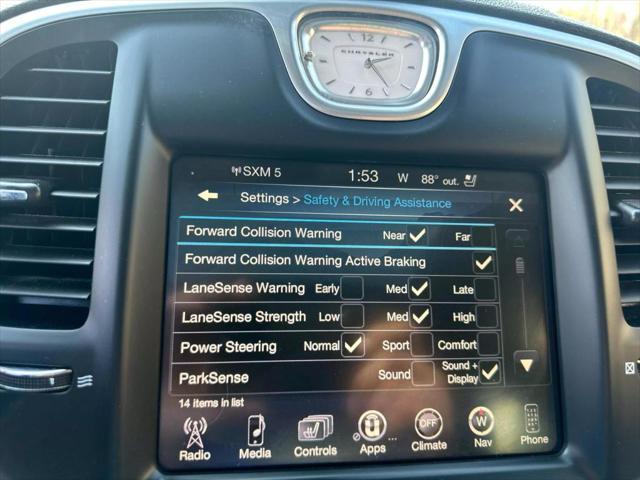 12
CHRYSLER
6
SXM 5 1:53 W 88° out.
Settings > Safety & Driving Assistance X
Forward Collision Warning Near Far
Forward Collision Warning Active Braking
LaneSense Warning Early Med Late
LaneSense Strength Low Med High
Power Steering Normal Sport Comfort
ParkSense Sound Sound + Display
14 items in list
OFF W
Radio Media Controls Apps ... Climate Nav Phone